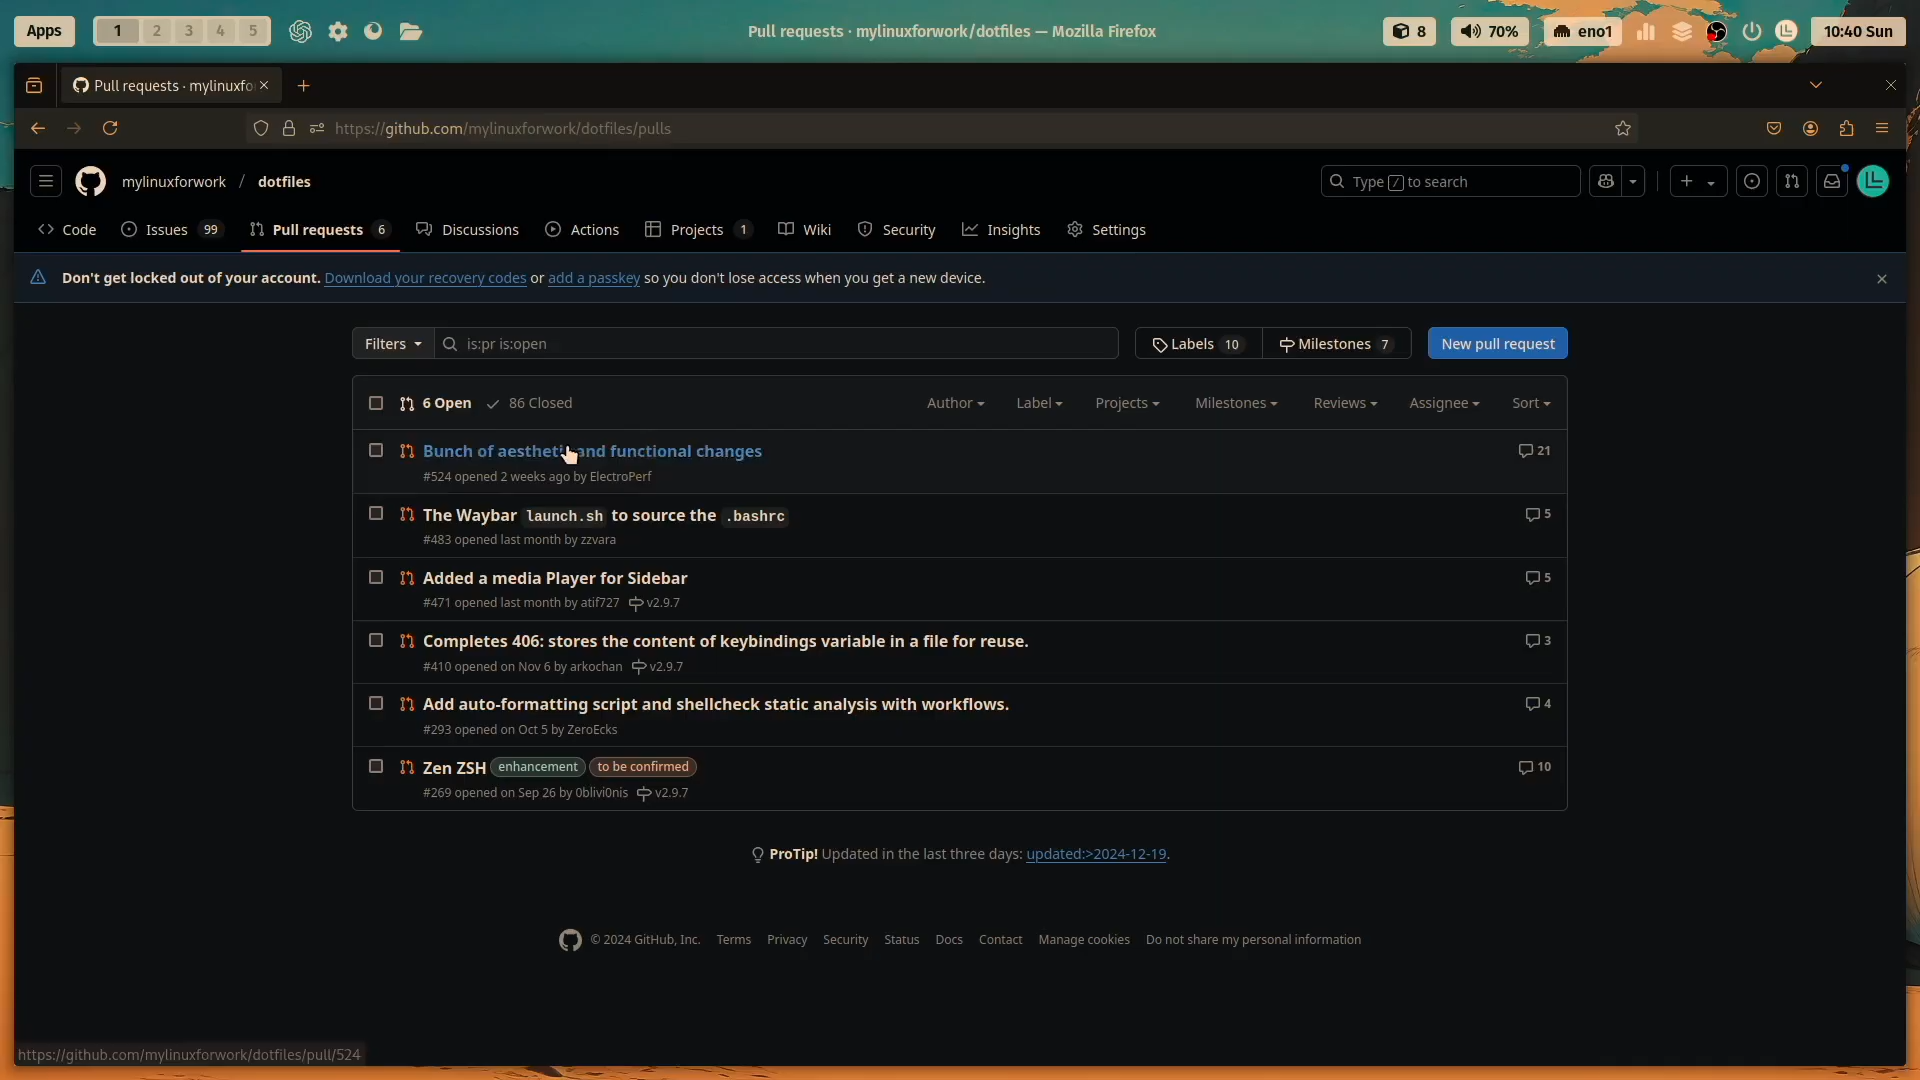 Apps 1 2 3 4 5 Pull requests · mylinuxforwork/dotfiles — Mozilla Firefox 8 70% eno1 10:40 Sun
Pull requests · mylinuxfo
https://github.com/mylinuxforwork/dotfiles/pulls
mylinuxforwork / dotfiles Type / to search
Code Issues 99 Pull requests 6 Discussions Actions Projects 1 Wiki Security Insights Settings
Don't get locked out of your account. Download your recovery codes or add a passkey so you don't lose access when you get a new device.
Filters is:pr is:open Labels 10 Milestones 7 New pull request
6 Open 86 Closed Author Label Projects Milestones Reviews Assignee Sort
Bunch of aesthetic and functional changes 21
#524 opened 2 weeks ago by ElectroPerf
The Waybar launch.sh to source the .bashrc 5
#483 opened last month by zzvara
Added a media Player for Sidebar 5
#471 opened last month by atif727 v2.9.7
Completes 406: stores the content of keybindings variable in a file for reuse. 3
#410 opened on Nov 6 by arkochan v2.9.7
Add auto-formatting script and shellcheck static analysis with workflows. 4
#293 opened on Oct 5 by ZeroEcks
Zen ZSH enhancement to be confirmed 10
#269 opened on Sep 26 by 0blivi0nis v2.9.7
ProTip! Updated in the last three days: updated:>2024-12-19.
© 2024 GitHub, Inc. Terms Privacy Security Status Docs Contact Manage cookies Do not share my personal information
https://github.com/mylinuxforwork/dotfiles/pull/524